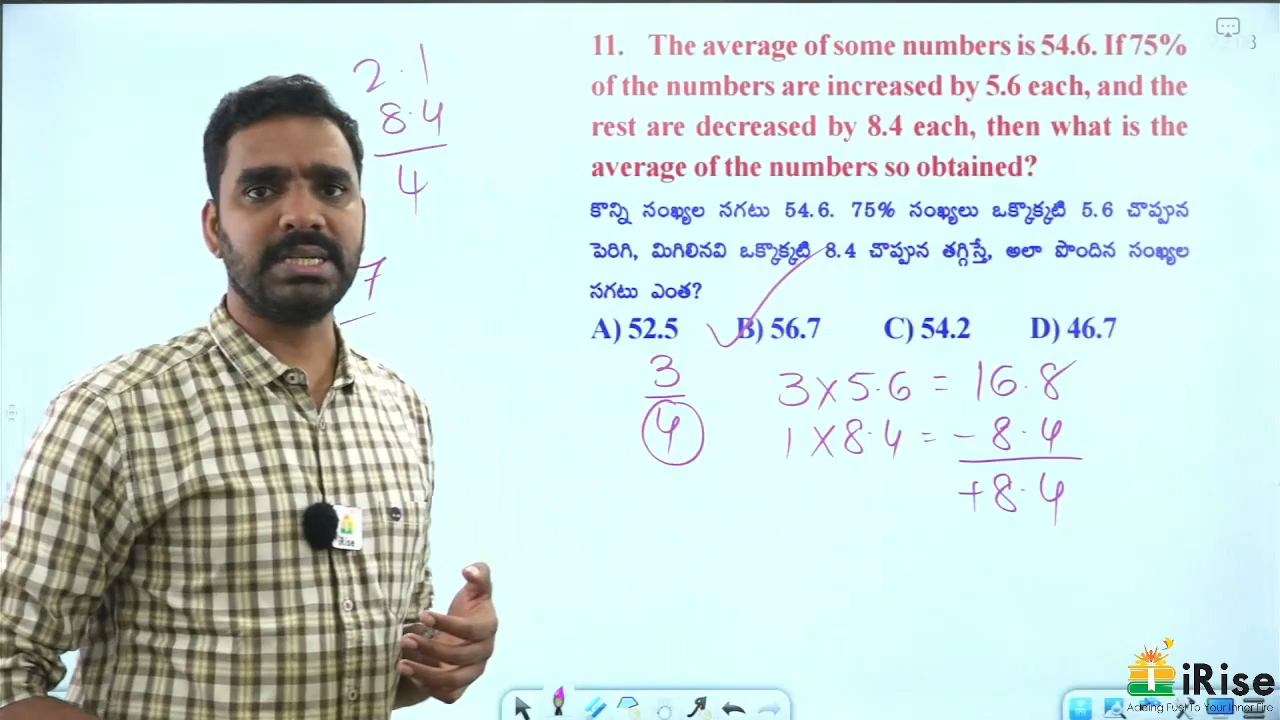 11. The average of some numbers is 54.6. If 75%
of the numbers are increased by 5.6 each, and the
rest are decreased by 8.4 each, then what is the
average of the numbers so obtained?
కొన్ని సంఖ్యల సగటు 54.6. 75% సంఖ్యలు ఒక్కొక్కటి 5.6 చొప్పున
పెరిగి, మిగిలినవి ఒక్కొక్కటి 8.4 చొప్పున తగ్గిస్తే, అలా పొందిన సంఖ్యల
సగటు ఎంత?
A) 52.5 B) 56.7 C) 54.2 D) 46.7
2.1
8.4
4
7
3
4
3 × 5.6 = 16.8
1 × 8.4 = - 8.4
+8.4
iRise
iRise
Adding Fuel To Your Inner Fire